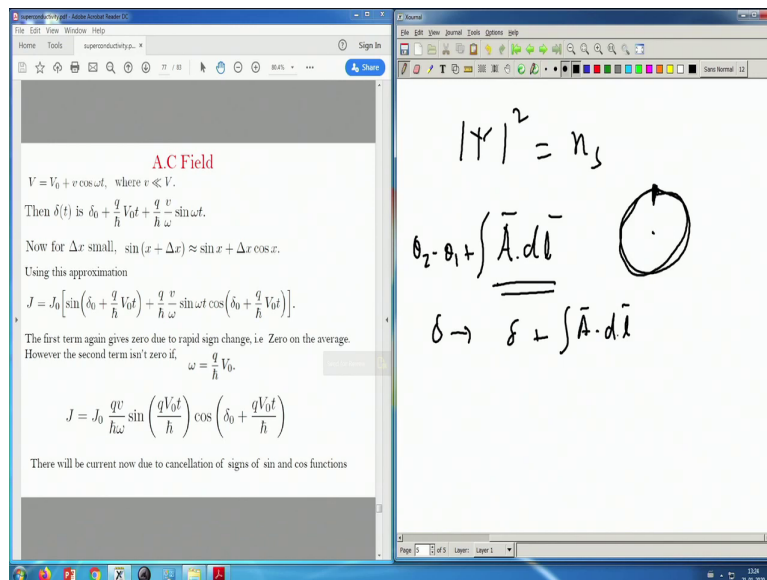 superconductivity.pdf - Adobe Acrobat Reader DC
File Edit View Window Help
Home Tools superconductivity.p... × Sign In
77 / 82 80.4% Share
A.C Field
V = V₀ + v cos ωt, where v ≪ V.
Then δ(t) is δ₀ + q/ℏ V₀t + q/ℏ v/ω sin ωt.
Now for Δx small, sin (x + Δx) ≈ sin x + Δx cos x.
Using this approximation
J = J₀[sin(δ₀ + q/ℏ V₀t) + q/ℏ v/ω sin ωt cos(δ₀ + q/ℏ V₀t)].
The first term again gives zero due to rapid sign change, i.e Zero on the average.
However the second term isn't zero if,
ω = q/ℏ V₀.
J = J₀ qv/ℏω sin (qV₀t/ℏ) cos (δ₀ + qV₀t/ℏ)
There will be current now due to cancellation of signs of sin and cos functions
Xournal
File Edit View Journal Tools Options Help
Sans Normal 12
|Ψ|² = nₛ
θ₂ - θ₁ + ∫ A̅.dl̅
δ → δ + ∫ A̅.dl̅
Page 5 of 5 Layer: Layer 1
13:24